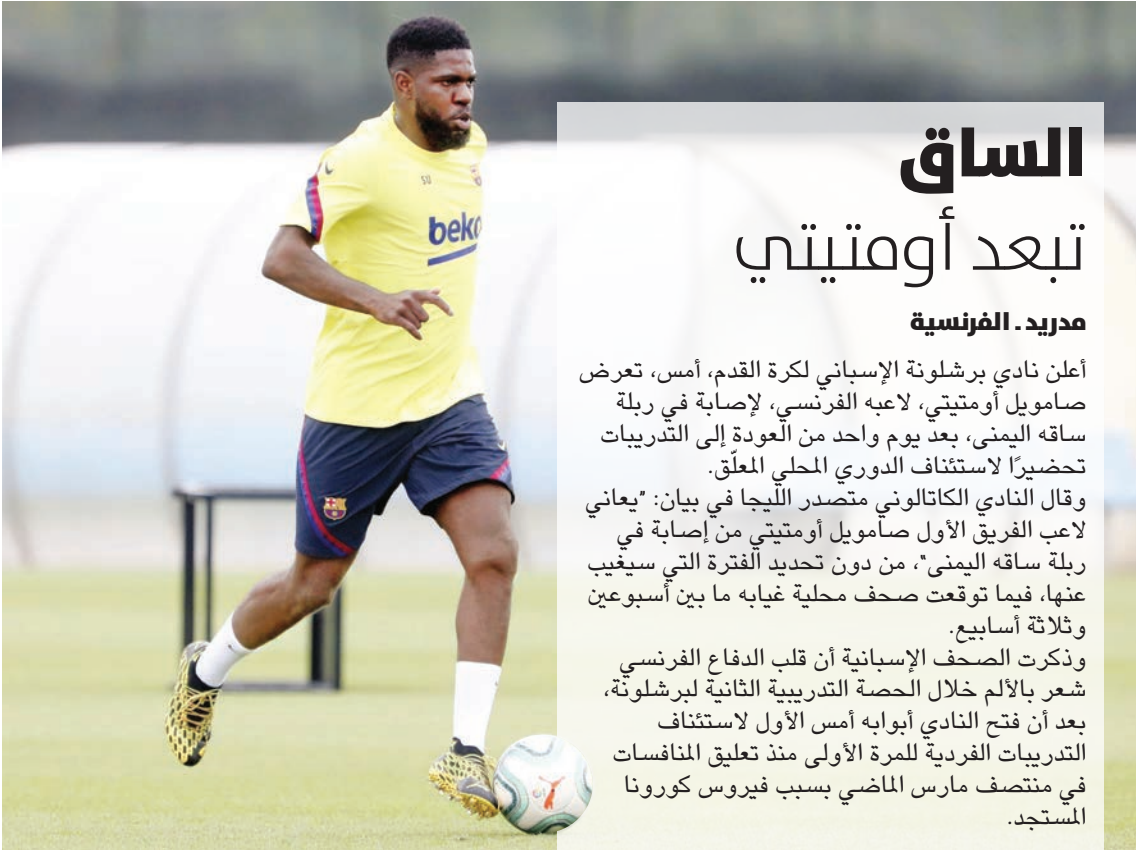 الساق
تبعد أومتيتي
مدريد ـ الفرنسية
أعلن نادي برشلونة الإسباني لكرة القدم، أمس، تعرض
صامويل أومتيتي، لاعبه الفرنسي، لإصابة في ربلة
ساقه اليمنى، بعد يوم واحد من العودة إلى التدريبات
تحضيرًا لاستئناف الدوري المحلي المعلّق.
وقال النادي الكاتالوني متصدر الليجا في بيان: "يعاني
لاعب الفريق الأول صامويل أومتيتي من إصابة في
ربلة ساقه اليمنى"، من دون تحديد الفترة التي سيغيب
عنها، فيما توقعت صحف محلية غيابه ما بين أسبوعين
وثلاثة أسابيع.
وذكرت الصحف الإسبانية أن قلب الدفاع الفرنسي
شعر بالألم خلال الحصة التدريبية الثانية لبرشلونة،
بعد أن فتح النادي أبوابه أمس الأول لاستئناف
التدريبات الفردية للمرة الأولى منذ تعليق المنافسات
في منتصف مارس الماضي بسبب فيروس كورونا
المستجد.
SU
beko